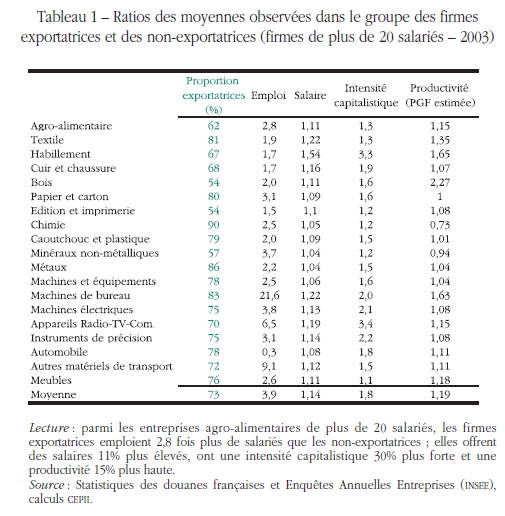 Tableau 1 – Ratios des moyennes observées dans le groupe des firmes
exportatrices et des non-exportatrices (firmes de plus de 20 salariés – 2003)
Proportion exportatrices (%) Emploi Salaire Intensité capitalistique Productivité (PGF estimée)
Agro-alimentaire 62 2,8 1,11 1,3 1,15
Textile 81 1,9 1,22 1,3 1,35
Habillement 67 1,7 1,54 3,3 1,65
Cuir et chaussure 68 1,7 1,16 1,9 1,07
Bois 54 2,0 1,11 1,6 2,27
Papier et carton 80 3,1 1,09 1,6 1
Edition et imprimerie 54 1,5 1,1 1,2 1,08
Chimie 90 2,5 1,05 1,2 0,73
Caoutchouc et plastique 79 2,0 1,09 1,5 1,01
Minéraux non-métalliques 57 3,7 1,04 1,2 0,94
Métaux 86 2,2 1,04 1,5 1,04
Machines et équipements 78 2,5 1,06 1,6 1,04
Machines de bureau 83 21,6 1,22 2,0 1,63
Machines électriques 75 3,8 1,13 2,1 1,08
Appareils Radio-TV-Com. 70 6,5 1,19 3,4 1,15
Instruments de précision 75 3,1 1,14 2,2 1,08
Automobile 78 0,3 1,08 1,8 1,11
Autres matériels de transport 72 9,1 1,12 1,5 1,11
Meubles 76 2,6 1,11 1,1 1,18
Moyenne 73 3,9 1,14 1,8 1,19
Lecture : parmi les entreprises agro-alimentaires de plus de 20 salariés, les firmes
exportatrices emploient 2,8 fois plus de salariés que les non-exportatrices ; elles offrent
des salaires 11% plus élevés, ont une intensité capitalistique 30% plus forte et une
productivité 15% plus haute.
Source : Statistiques des douanes françaises et Enquêtes Annuelles Entreprises (INSEE),
calculs CEPII.